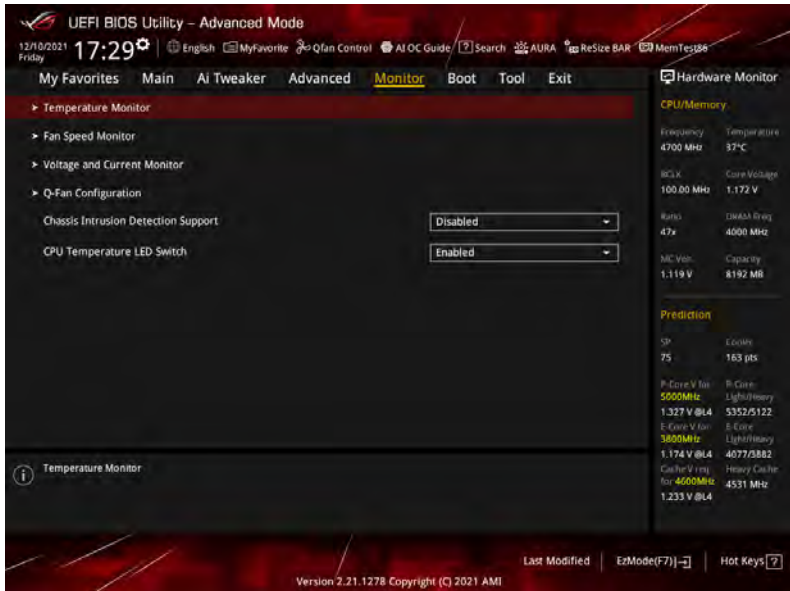 UEFI BIOS Utility – Advanced Mode
12/10/2021 Friday 17:29 English MyFavorite Qfan Control AI OC Guide ? Search AURA ReSize BAR MemTest86
My Favorites Main Ai Tweaker Advanced Monitor Boot Tool Exit
Hardware Monitor
> Temperature Monitor
> Fan Speed Monitor
> Voltage and Current Monitor
> Q-Fan Configuration
Chassis Intrusion Detection Support Disabled
CPU Temperature LED Switch Enabled
CPU/Memory
Frequency Temperature
4700 MHz 37°C
BCLK Core Voltage
100.00 MHz 1.172 V
Ratio DRAM Freq.
47x 4000 MHz
MC Volt. Capacity
1.119 V 8192 MB
Prediction
SP Cooler
75 163 pts
P-Core V for P-Core
5000MHz Light/Heavy
1.327 V @L4 5352/5122
E-Core V for E-Core
3800MHz Light/Heavy
1.174 V @L4 4077/3882
Cache V req Heavy Cache
for 4600MHz 4531 MHz
1.233 V @L4
i Temperature Monitor
Last Modified EzMode(F7) Hot Keys ?
Version 2.21.1278 Copyright (C) 2021 AMI